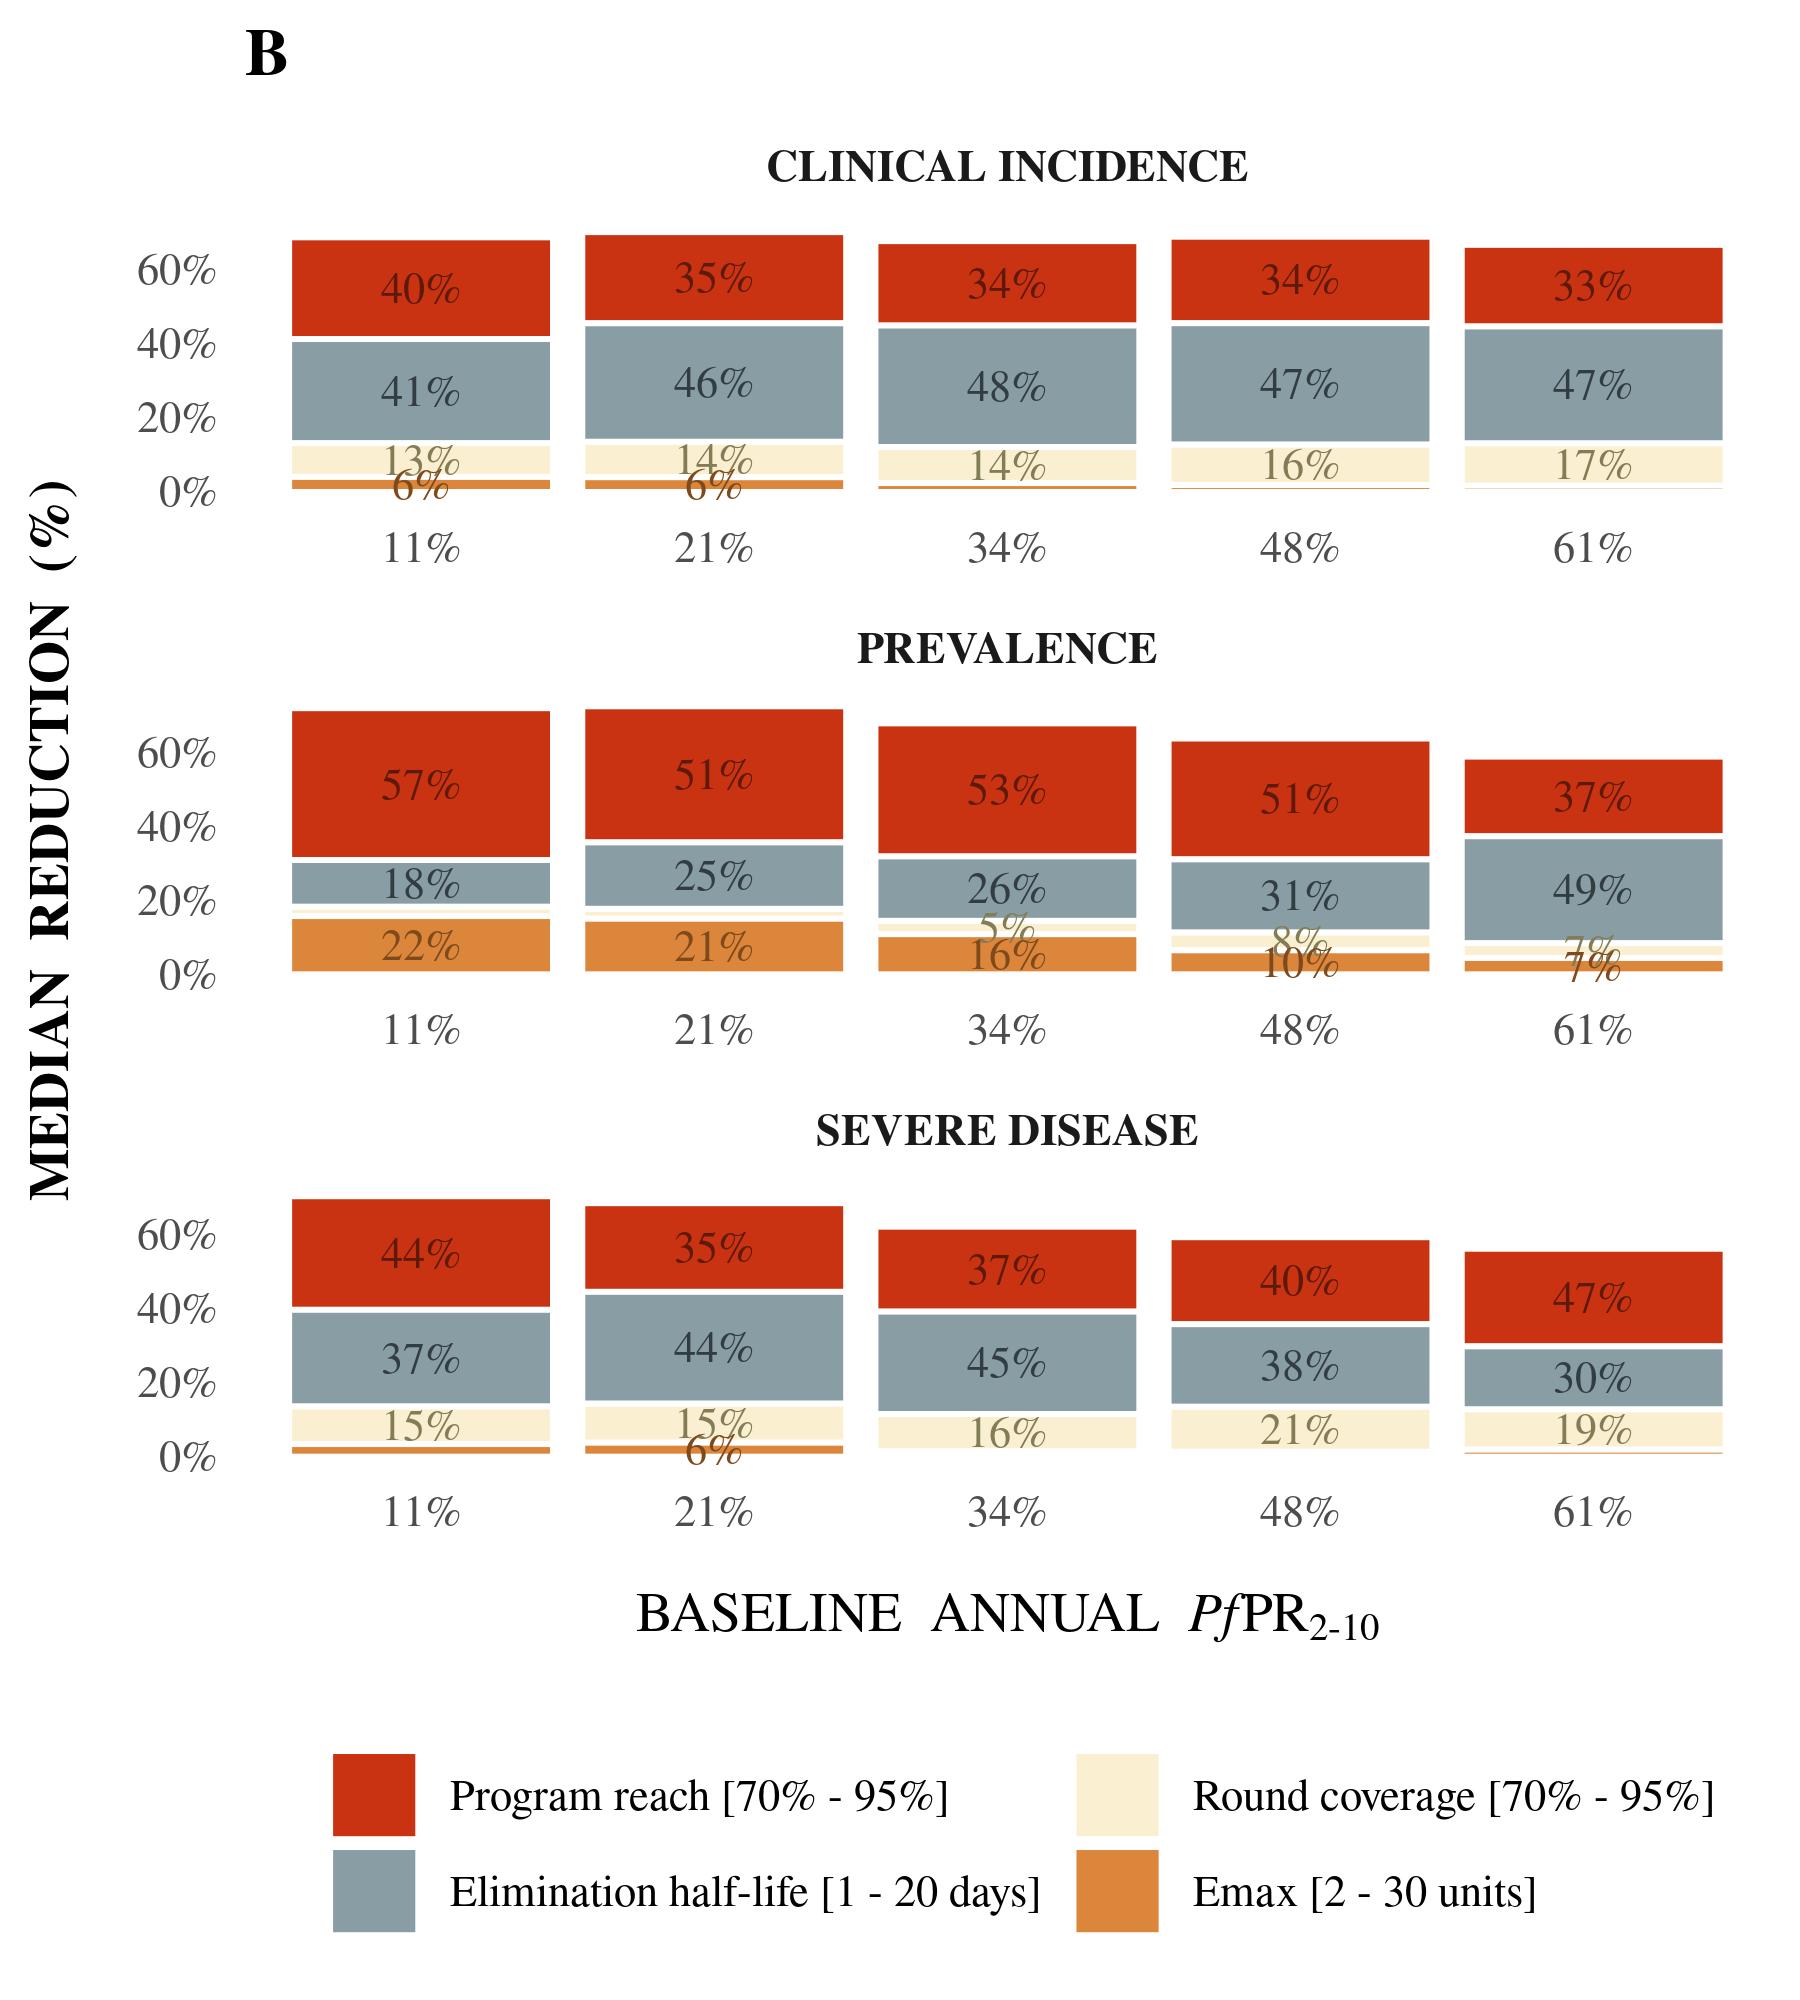 B
CLINICAL INCIDENCE
60%
40%
20%
0%
40% 35% 34% 34% 33%
41% 46% 48% 47% 47%
13% 14% 14% 16% 17%
6% 6%
11% 21% 34% 48% 61%
PREVALENCE
60%
40%
20%
0%
57% 51% 53% 51% 37%
18% 25% 26% 31% 49%
5% 8% 7%
22% 21% 16% 10% 7%
11% 21% 34% 48% 61%
SEVERE DISEASE
60%
40%
20%
0%
44% 35% 37% 40% 47%
37% 44% 45% 38% 30%
15% 15% 16% 21% 19%
6%
11% 21% 34% 48% 61%
MEDIAN REDUCTION (%)
BASELINE ANNUAL PfPR2-10
Program reach [70% - 95%] Round coverage [70% - 95%]
Elimination half-life [1 - 20 days] Emax [2 - 30 units]